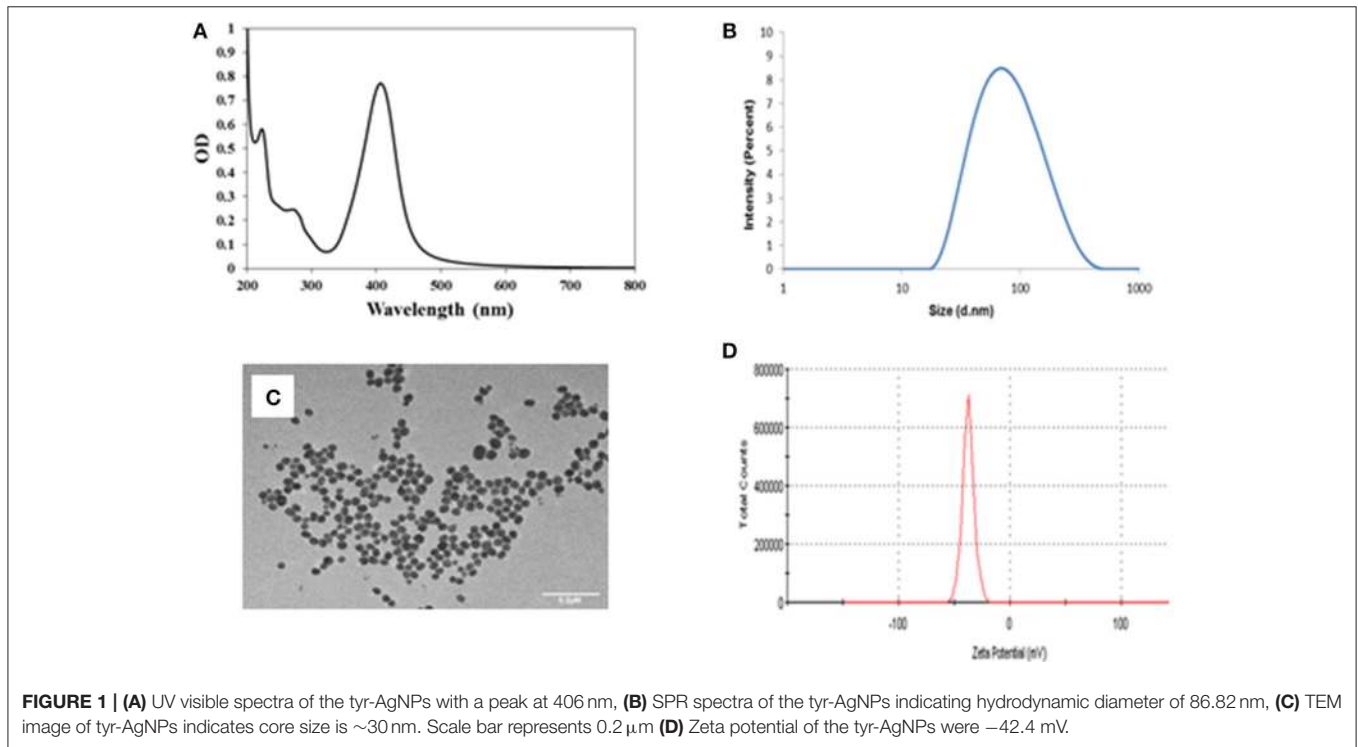 A
1
0.9
0.8
0.7
0.6
0.5
0.4
0.3
0.2
0.1
0
OD
200 300 400 500 600 700 800
Wavelength (nm)
B
10
9
8
7
6
5
4
3
2
1
0
Intensity (Percent)
1 10 100 1000
Size (d.nm)
C
D
800000
600000
400000
200000
0
Total Counts
-100 0 100
Zeta Potential (mV)
FIGURE 1 | (A) UV visible spectra of the tyr-AgNPs with a peak at 406 nm, (B) SPR spectra of the tyr-AgNPs indicating hydrodynamic diameter of 86.82 nm, (C) TEM
image of tyr-AgNPs indicates core size is ~30 nm. Scale bar represents 0.2 μm (D) Zeta potential of the tyr-AgNPs were −42.4 mV.